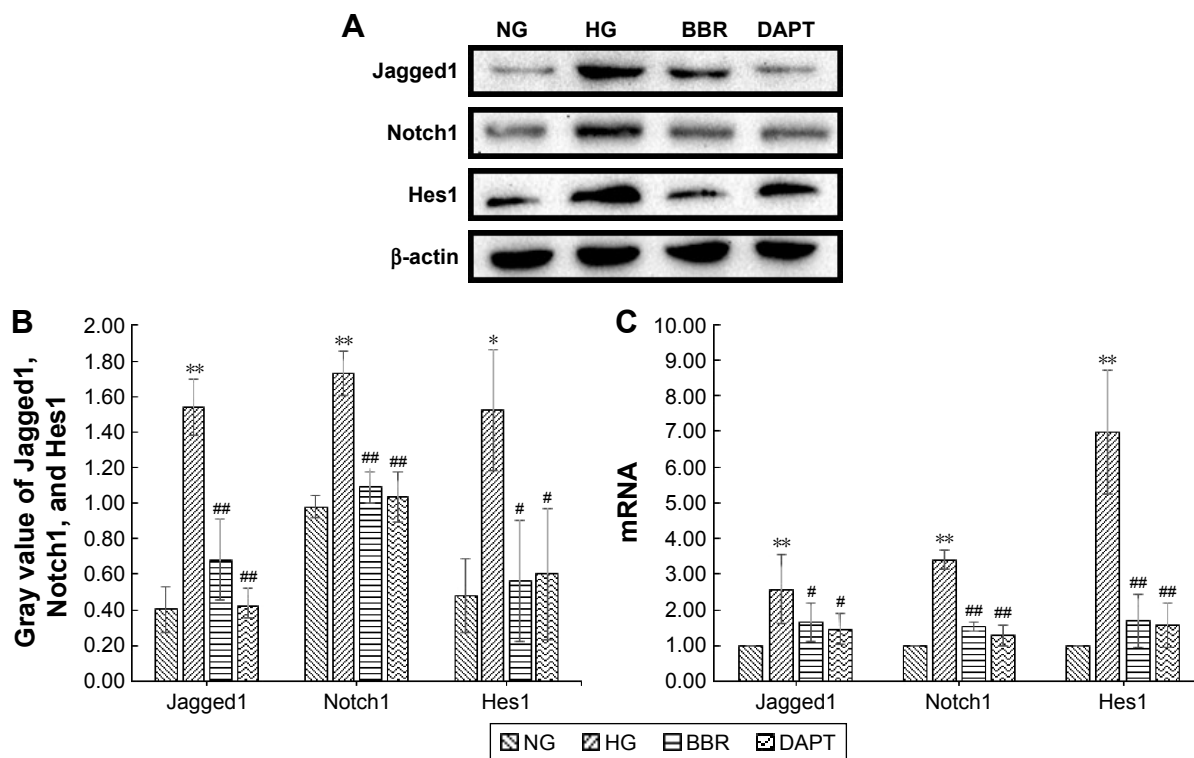 A
NG HG BBR DAPT
Jagged1
Notch1
Hes1
β-actin
B
Gray value of Jagged1,
Notch1, and Hes1
2.00
1.80
1.60
1.40
1.20
1.00
0.80
0.60
0.40
0.20
0.00
** ## ##
** ## ##
* # #
Jagged1 Notch1 Hes1
C
mRNA
10.00
9.00
8.00
7.00
6.00
5.00
4.00
3.00
2.00
1.00
0.00
** # #
** ## ##
** ## ##
Jagged1 Notch1 Hes1
NG HG BBR DAPT